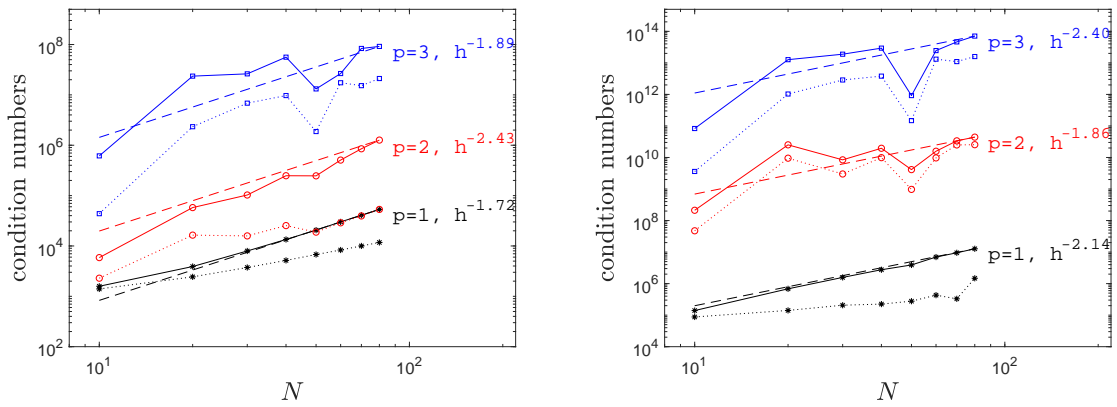 condition numbers
10^8
10^6
10^4
10^2
p=3, h^-1.89
p=2, h^-2.43
p=1, h^-1.72
10^1
10^2
N
condition numbers
10^14
10^12
10^10
10^8
10^6
10^4
p=3, h^-2.40
p=2, h^-1.86
p=1, h^-2.14
10^1
10^2
N